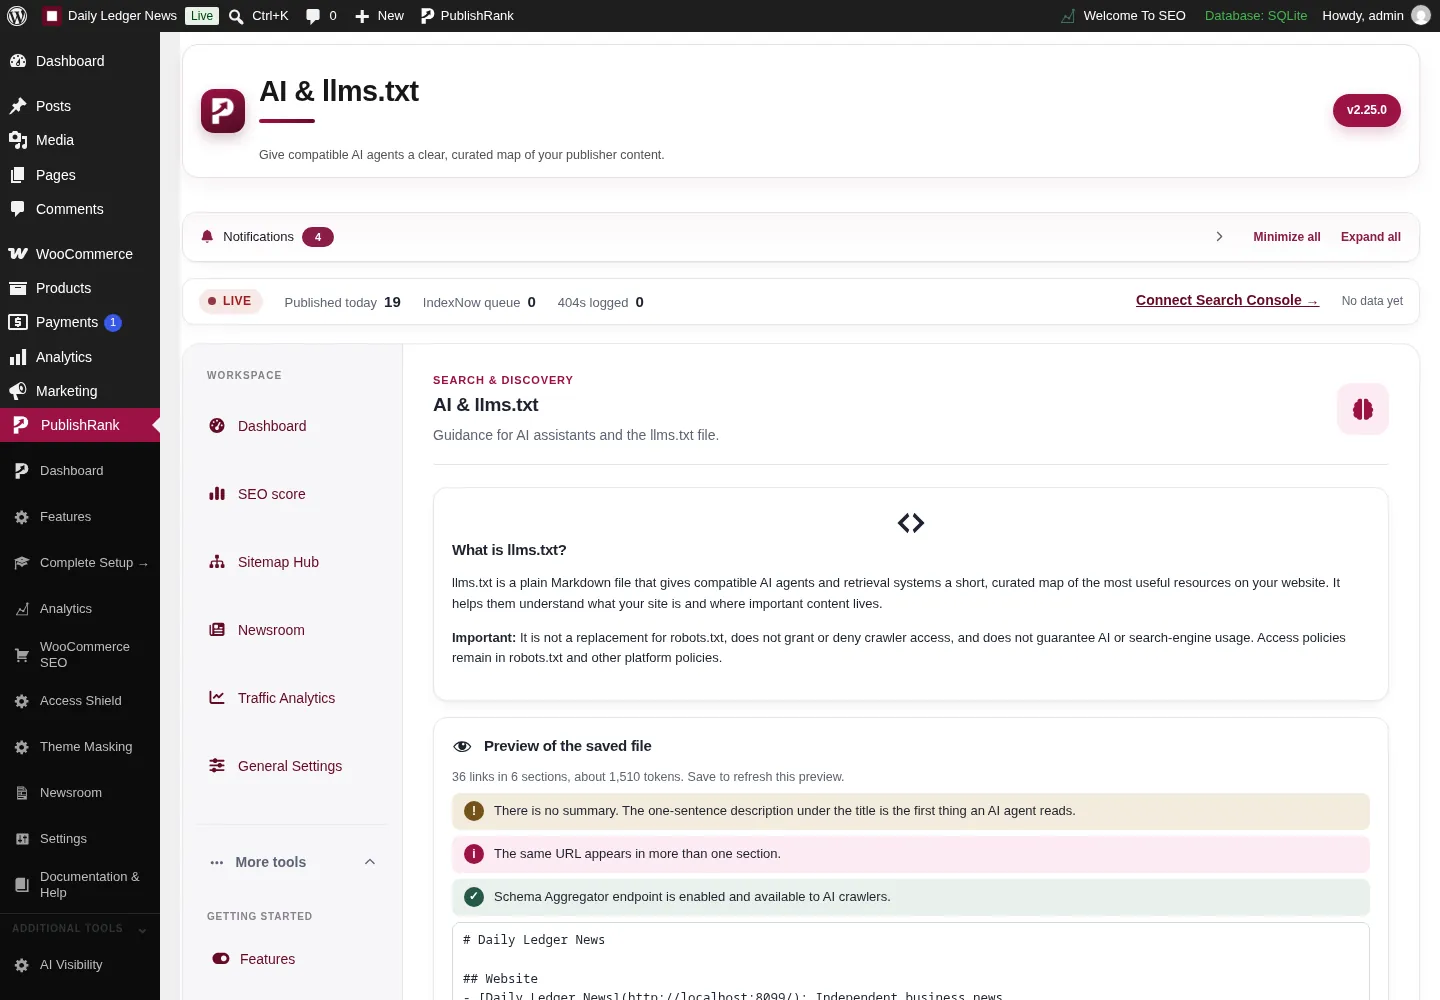 Daily Ledger News Live Ctrl+K 0 New PublishRank Welcome To SEO Database: SQLite Howdy, admin
Dashboard
Posts
Media
Pages
Comments
WooCommerce
Products
Payments 1
Analytics
Marketing
PublishRank
Dashboard
Features
Complete Setup →
Analytics
WooCommerce
SEO
Access Shield
Theme Masking
Newsroom
Settings
Documentation &
Help
ADDITIONAL TOOLS
AI Visibility
AI & llms.txt
v2.25.0
Give compatible AI agents a clear, curated map of your publisher content.
Notifications 4 Minimize all Expand all
LIVE Published today 19 IndexNow queue 0 404s logged 0 Connect Search Console → No data yet
WORKSPACE
Dashboard
SEO score
Sitemap Hub
Newsroom
Traffic Analytics
General Settings
More tools
GETTING STARTED
Features
SEARCH & DISCOVERY
AI & llms.txt
Guidance for AI assistants and the llms.txt file.
What is llms.txt?
llms.txt is a plain Markdown file that gives compatible AI agents and retrieval systems a short, curated map of the most useful resources on your website. It
helps them understand what your site is and where important content lives.
Important: It is not a replacement for robots.txt, does not grant or deny crawler access, and does not guarantee AI or search-engine usage. Access policies
remain in robots.txt and other platform policies.
Preview of the saved file
36 links in 6 sections, about 1,510 tokens. Save to refresh this preview.
There is no summary. The one-sentence description under the title is the first thing an AI agent reads.
The same URL appears in more than one section.
Schema Aggregator endpoint is enabled and available to AI crawlers.
# Daily Ledger News
## Website
- [Daily Ledger News](http://localhost:8099/): Independent business news